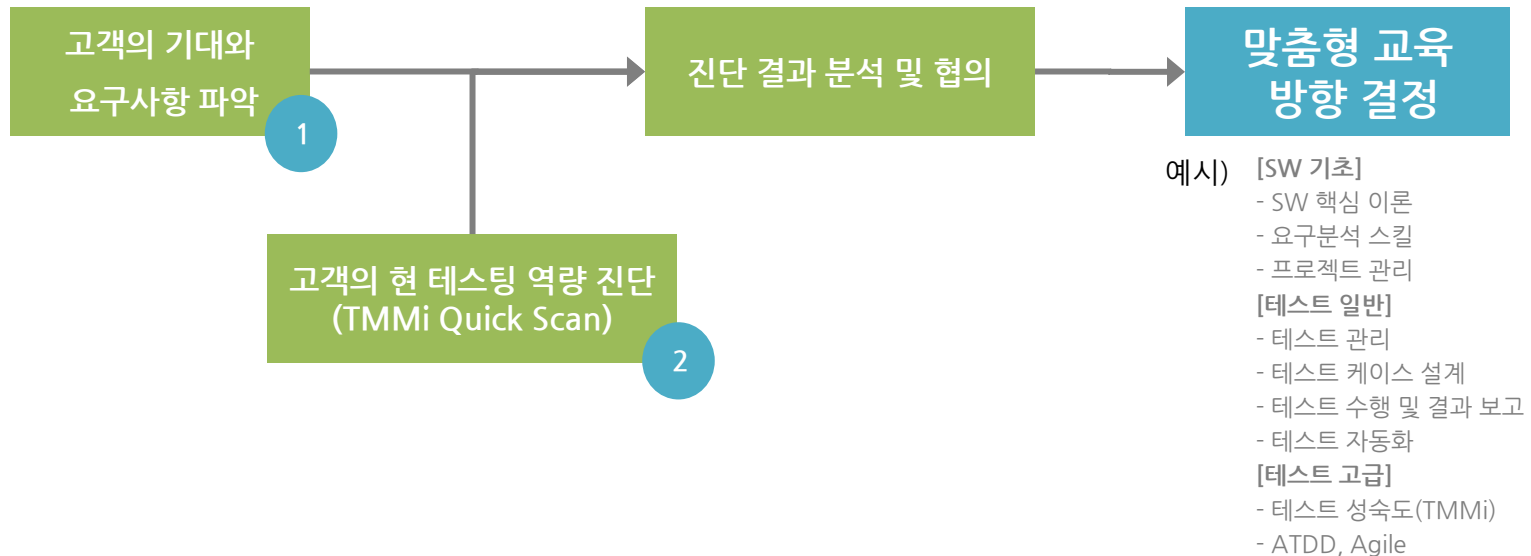 고객의 기대와
요구사항 파악
1
진단 결과 분석 및 협의
맞춤형 교육
방향 결정
고객의 현 테스팅 역량 진단
(TMMi Quick Scan)
2
예시)
[SW 기초]
- SW 핵심 이론
- 요구분석 스킬
- 프로젝트 관리
[테스트 일반]
- 테스트 관리
- 테스트 케이스 설계
- 테스트 수행 및 결과 보고
- 테스트 자동화
[테스트 고급]
- 테스트 성숙도(TMMi)
- ATDD, Agile